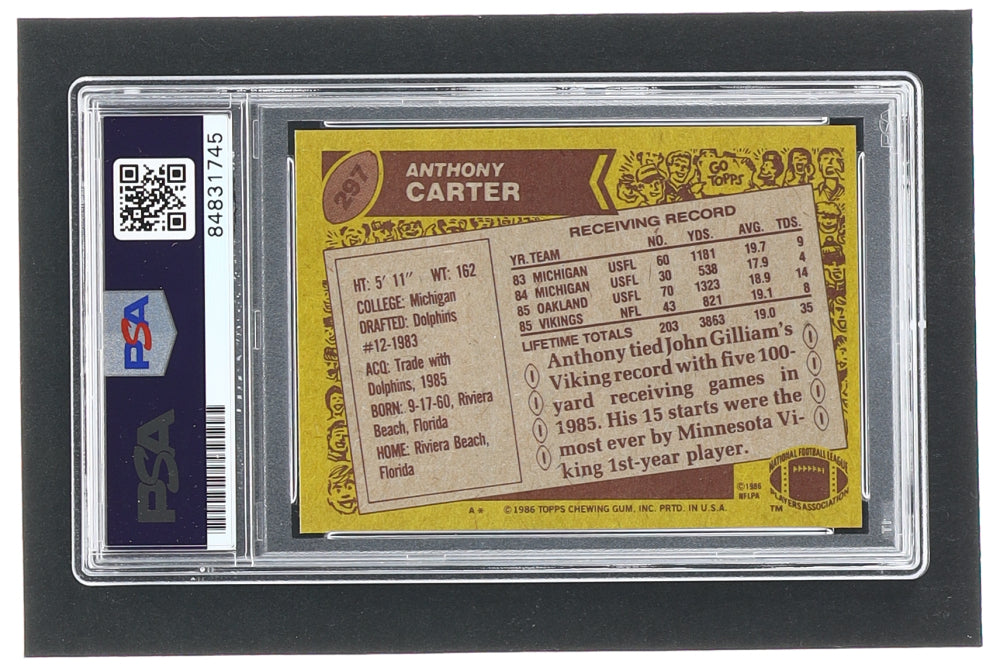 84831745
PSA
PSA
297
ANTHONY
CARTER
GO
TOPPS
HT: 5′ 11″ WT: 162
COLLEGE: Michigan
DRAFTED: Dolphins
#12-1983
ACQ: Trade with
Dolphins, 1985
BORN: 9-17-60, Riviera
Beach, Florida
HOME: Riviera Beach,
Florida
RECEIVING RECORD
YR. TEAM NO. YDS. AVG. TDS.
83 MICHIGAN USFL 60 1181 19.7 9
84 MICHIGAN USFL 30 538 17.9 4
85 OAKLAND USFL 70 1323 18.9 14
85 VIKINGS NFL 43 821 19.1 8
LIFETIME TOTALS 203 3863 19.0 35
Anthony tied John Gilliam's
Viking record with five 100-
yard receiving games in
1985. His 15 starts were the
most ever by Minnesota Vi-
king 1st-year player.
©1986
NFLPA
NATIONAL FOOTBALL LEAGUE
PLAYERS ASSOCIATION
TM
A* ©1986 TOPPS CHEWING GUM, INC. PRTD. IN U.S.A.